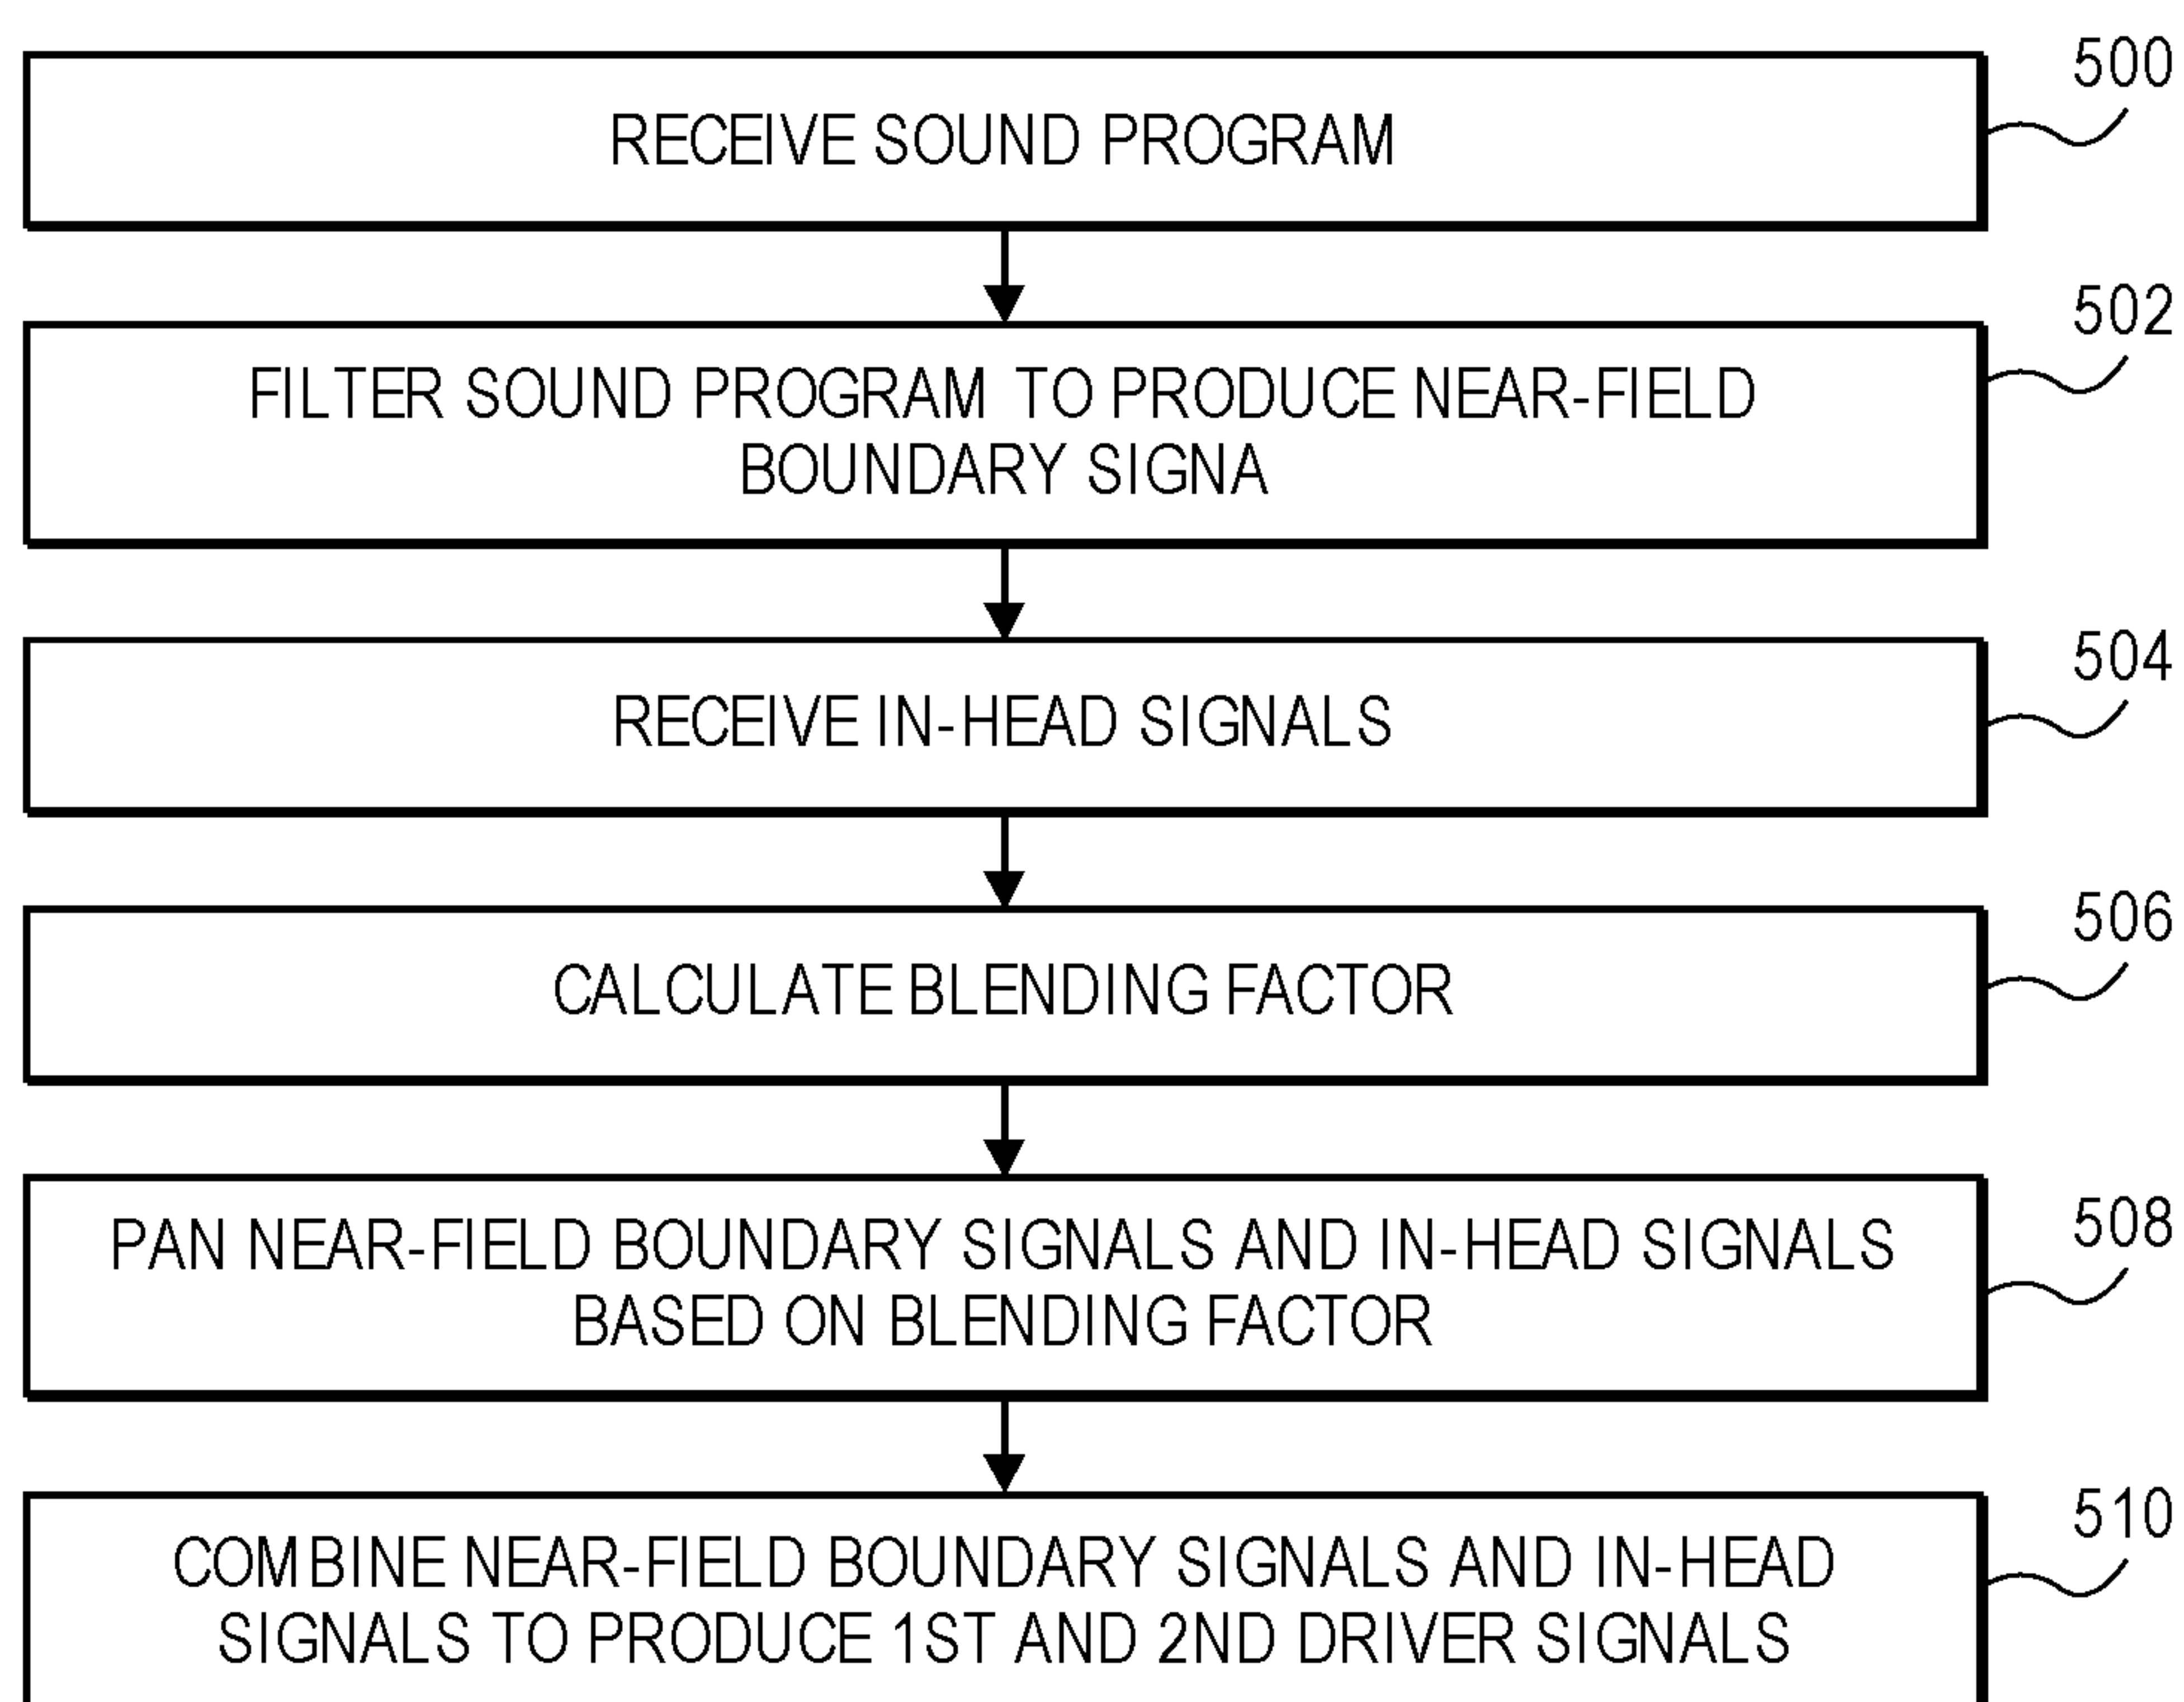 500
RECEIVE SOUND PROGRAM
502
FILTER SOUND PROGRAM TO PRODUCE NEAR-FIELD
BOUNDARY SIGNA
504
RECEIVE IN-HEAD SIGNALS
506
CALCULATE BLENDING FACTOR
508
PAN NEAR-FIELD BOUNDARY SIGNALS AND IN-HEAD SIGNALS
BASED ON BLENDING FACTOR
510
COMBINE NEAR-FIELD BOUNDARY SIGNALS AND IN-HEAD
SIGNALS TO PRODUCE 1ST AND 2ND DRIVER SIGNALS